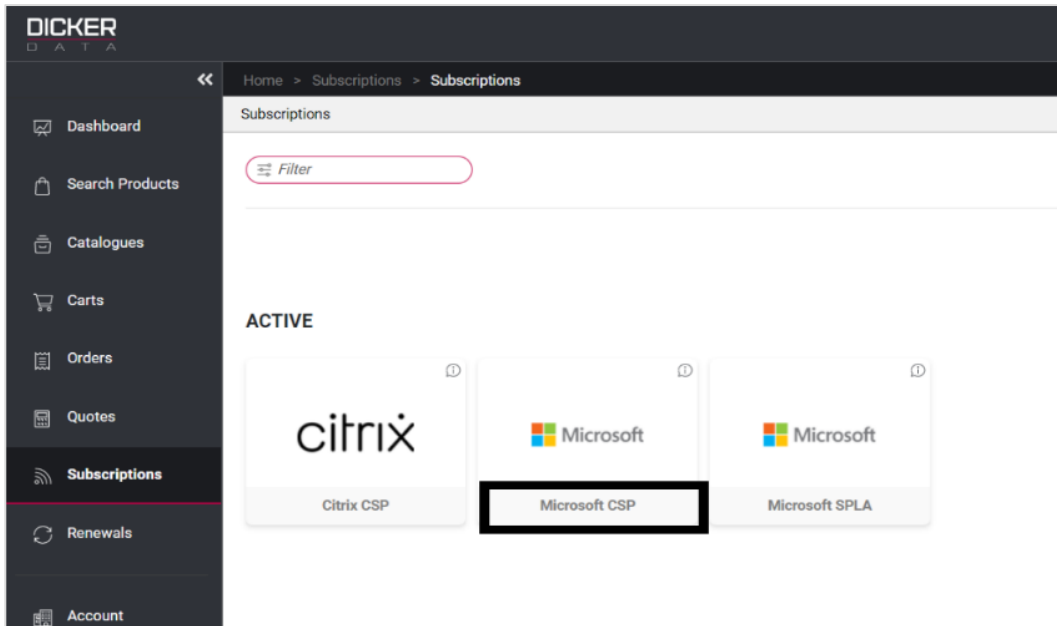 DICKER
DATA
Home > Subscriptions > Subscriptions
Subscriptions
Dashboard
Search Products
Catalogues
Carts
Orders
Quotes
Subscriptions
Renewals
Account
Filter
ACTIVE
citrix
Microsoft
Microsoft
Citrix CSP
Microsoft CSP
Microsoft SPLA